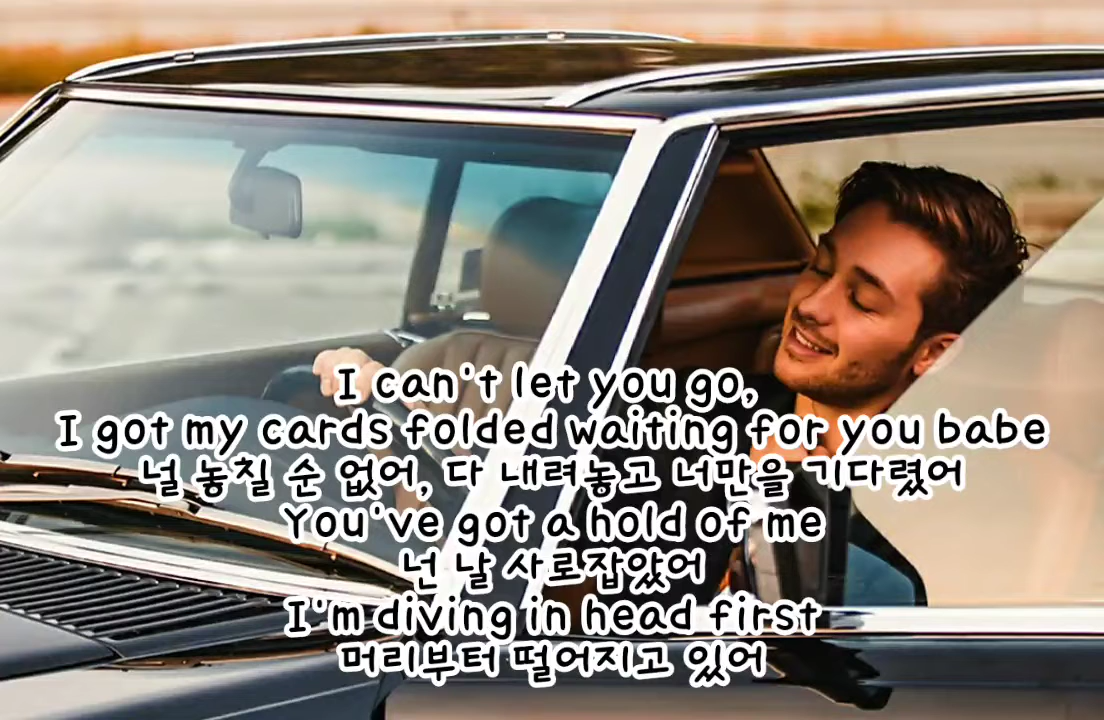 I can't let you go,
I got my cards folded waiting for you babe
널 놓칠 순 없어, 다 내려놓고 너만을 기다렸어
You've got a hold of me
넌 날 사로잡았어
I'm diving in head first
머리부터 떨어지고 있어